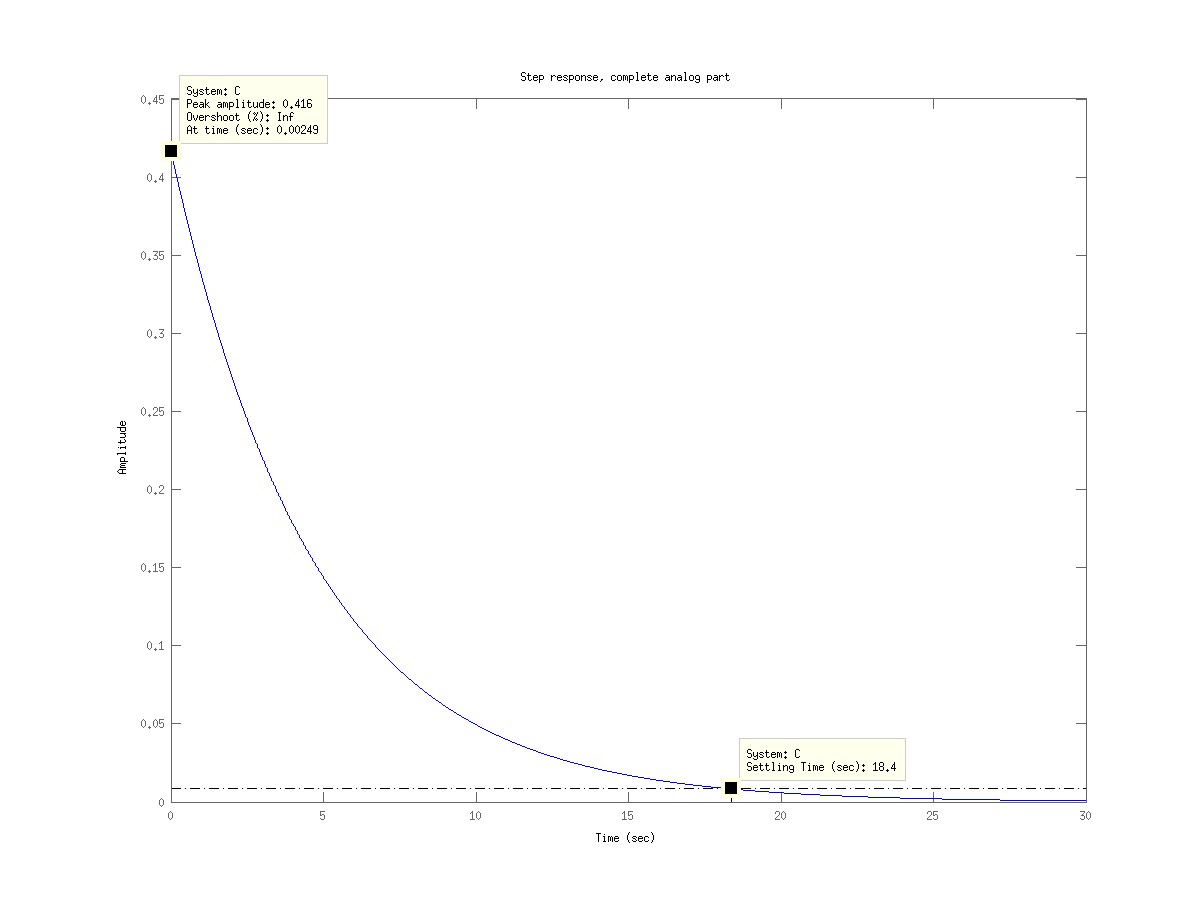 Step response, complete analog part
System: C
Peak amplitude: 0.416
Overshoot (%): Inf
At time (sec): 0.00249
0.45
0.4
0.35
0.3
0.25
0.2
0.15
0.1
0.05
0
Amplitude
System: C
Settling Time (sec): 18.4
0
5
10
15
20
25
30
Time (sec)